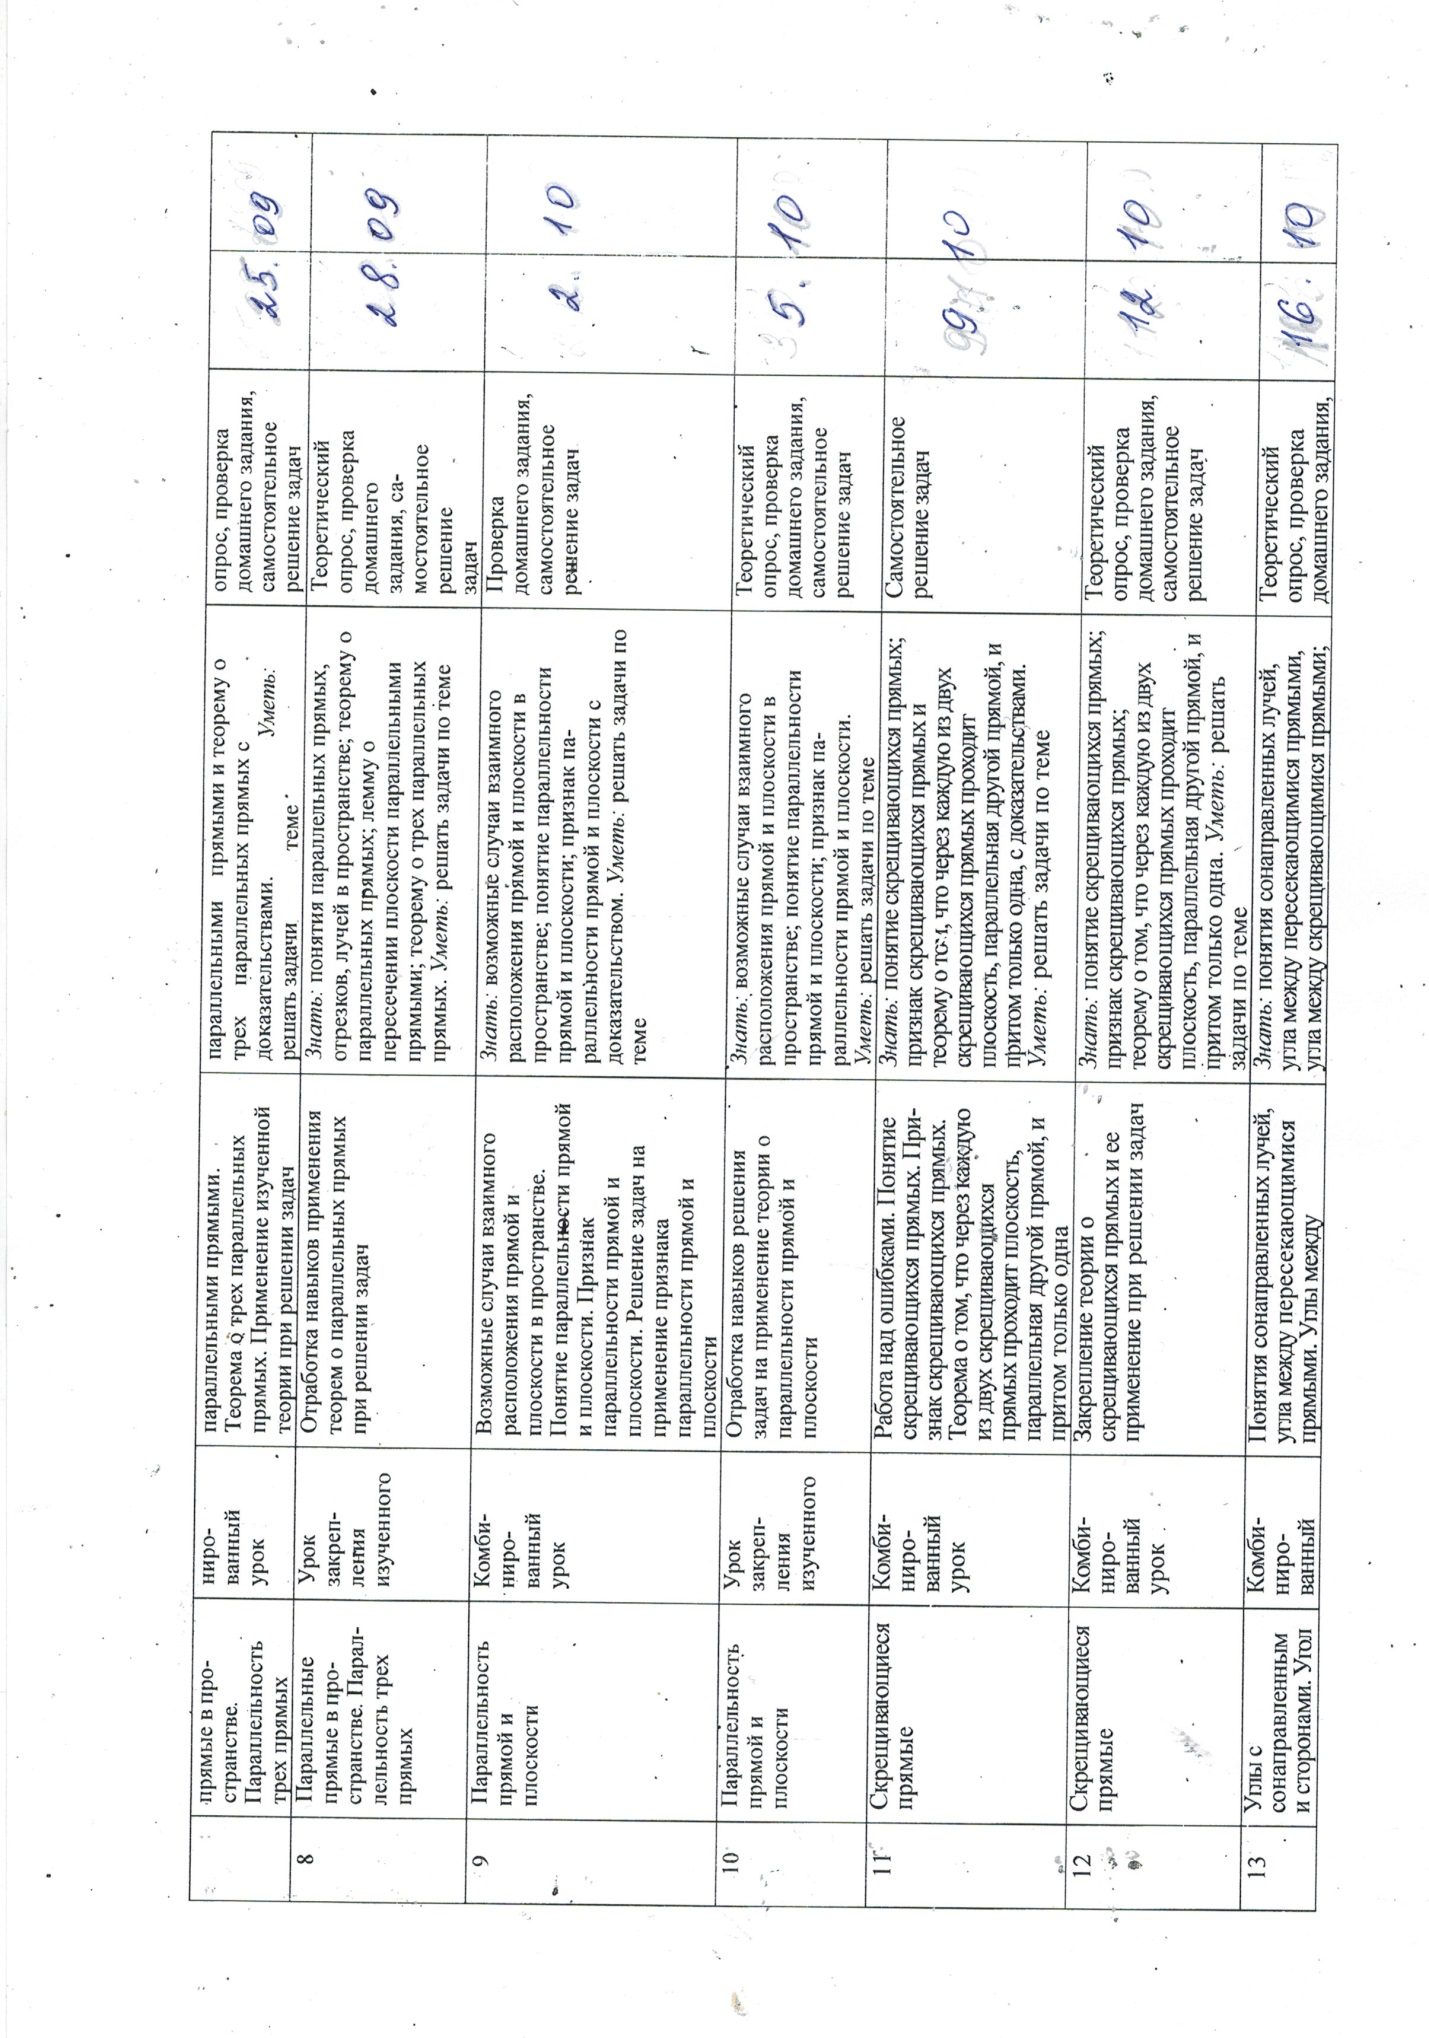 прямые в про-
странстве.
Параллельность
трех прямых
ниро-
ванный
урок
параллельными прямыми.
Теорема о трех параллельных
прямых. Применение изученной
теории при решении задач
параллельными прямыми и теорему о
трех параллельных прямых с
доказательствами. Уметь:
решать задачи теме
опрос, проверка
домашнего задания,
самостоятельное
решение задач
25. 09
8
Параллельные
прямые в про-
странстве. Парал-
лельность трех
прямых
Урок
закреп-
ления
изученного
Отработка навыков применения
теорем о параллельных прямых
при решении задач
Знать: понятия параллельных прямых,
отрезков, лучей в пространстве; теорему о
параллельных прямых; лемму о
пересечении плоскости параллельными
прямыми; теорему о трех параллельных
прямых. Уметь: решать задачи по теме
Теоретический
опрос, проверка
домашнего
задания, са-
мостоятельное
решение
задач
28. 09
9
Параллельность
прямой и
плоскости
Комби-
ниро-
ванный
урок
Возможные случаи взаимного
расположения прямой и
плоскости в пространстве.
Понятие параллельности прямой
и плоскости. Признак
параллельности прямой и
плоскости. Решение задач на
применение признака
параллельности прямой и
плоскости
Знать: возможные случаи взаимного
расположения прямой и плоскости в
пространстве; понятие параллельности
прямой и плоскости; признак па-
раллельности прямой и плоскости с
доказательством. Уметь: решать задачи по
теме
Проверка
домашнего задания,
самостоятельное
решение задач
2. 10
10
Параллельность
прямой и
плоскости
Урок
закреп-
ления
изученного
Отработка навыков решения
задач на применение теории о
параллельности прямой и
плоскости
Знать: возможные случаи взаимного
расположения прямой и плоскости в
пространстве; понятие параллельности
прямой и плоскости; признак па-
раллельности прямой и плоскости.
Уметь: решать задачи по теме
Теоретический
опрос, проверка
домашнего задания,
самостоятельное
решение задач
5. 10
11
Скрещивающиеся
прямые
Комби-
ниро-
ванный
урок
Работа над ошибками. Понятие
скрещивающихся прямых. При-
знак скрещивающихся прямых.
Теорема о том, что через каждую
из двух скрещивающихся
прямых проходит плоскость,
параллельная другой прямой, и
притом только одна
Знать: понятие скрещивающихся прямых;
признак скрещивающихся прямых и
теорему о том, что через каждую из двух
скрещивающихся прямых проходит
плоскость, параллельная другой прямой, и
притом только одна, с доказательствами.
Уметь: решать задачи по теме
Самостоятельное
решение задач
9. 10
12
Скрещивающиеся
прямые
Комби-
ниро-
ванный
урок
Закрепление теории о
скрещивающихся прямых и ее
применение при решении задач
Знать: понятие скрещивающихся прямых;
признак скрещивающихся прямых;
теорему о том, что через каждую из двух
скрещивающихся прямых проходит
плоскость, параллельная другой прямой, и
притом только одна. Уметь: решать
задачи по теме
Теоретический
опрос, проверка
домашнего задания,
самостоятельное
решение задач
12 10
13
Углы с
сонаправленным
и сторонами. Угол
Комби-
ниро-
ванный
Понятия сонаправленных лучей,
угла между пересекающимися
прямыми. Углы между
Знать: понятия сонаправленных лучей,
угла между пересекающимися прямыми,
угла между скрещивающимися прямыми;
Теоретический
опрос, проверка
домашнего задания,
16. 10